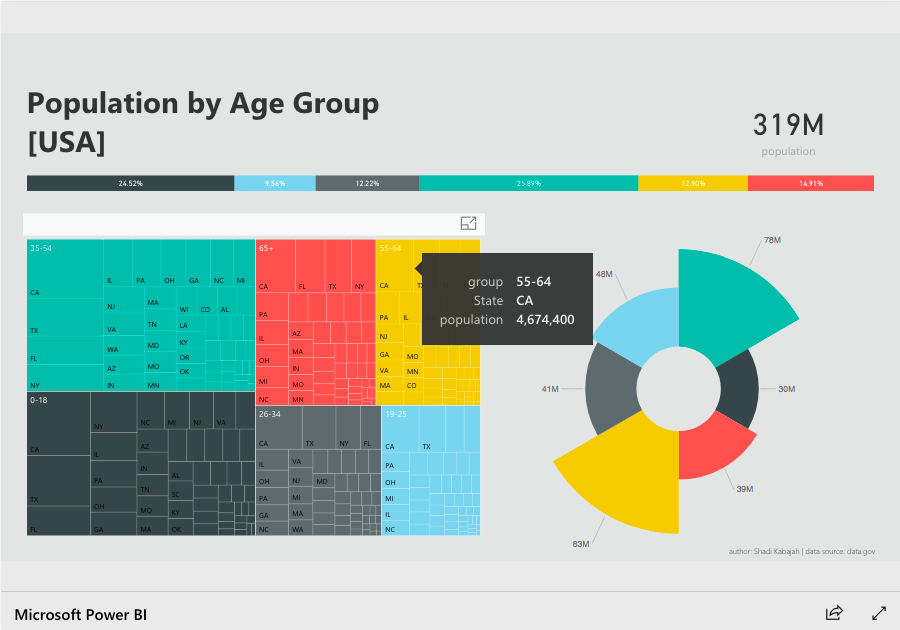 Population by Age Group
[USA]
319M
population
24.52%
9.56%
12.22%
25.89%
12.90%
14.91%
35-54
CA
TX
FL
NY
IL
PA
OH
GA
NC
MI
NJ
VA
WA
AZ
IN
MA
TN
MD
MO
MN
WI
CO
AL
LA
KY
OR
OK
65+
CA
FL
TX
NY
PA
IL
OH
MI
NC
AZ
MA
IN
MO
MN
55-64
CA
PA
IL
NJ
GA
MO
VA
MN
MA
CO
group 55-64
State CA
population 4,674,400
0-18
CA
TX
FL
NY
IL
PA
OH
GA
NC
MI
NJ
VA
AZ
IN
TN
MO
MA
AL
SC
KY
OK
26-34
CA
TX
NY
FL
IL
OH
PA
GA
NC
VA
NJ
MD
MI
MA
WA
19-25
CA
TX
PA
OH
MI
IL
NC
78M
48M
41M
30M
39M
83M
author: Shadi Kabajah | data source: data.gov
Microsoft Power BI